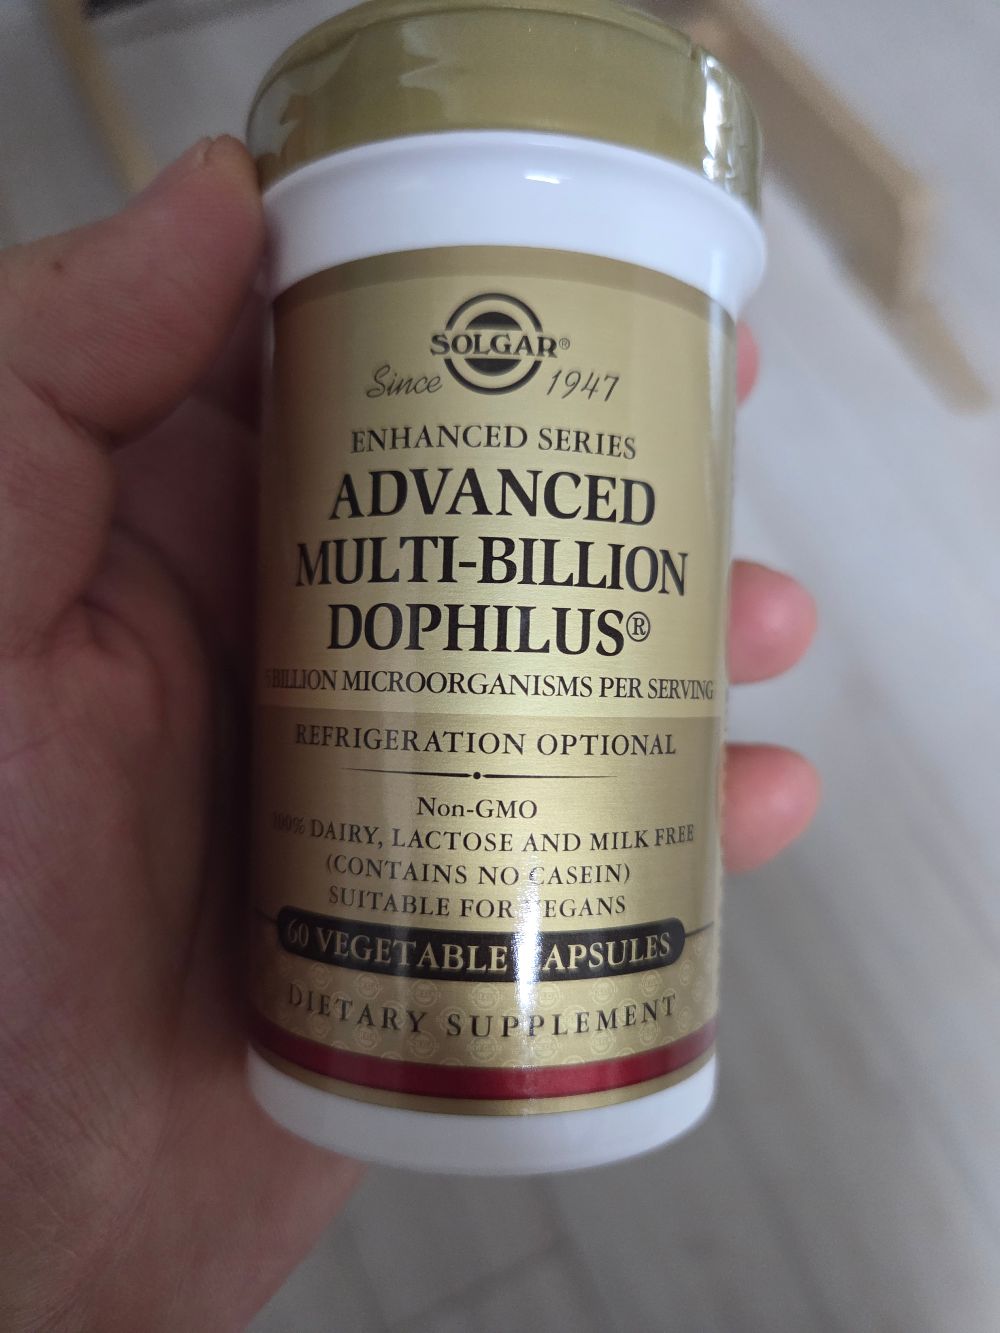 SOLGAR®
Since 1947
ENHANCED SERIES
ADVANCED
MULTI-BILLION
DOPHILUS®
5 BILLION MICROORGANISMS PER SERVING
REFRIGERATION OPTIONAL
Non-GMO
100% DAIRY, LACTOSE AND MILK FREE
(CONTAINS NO CASEIN)
SUITABLE FOR VEGANS
60 VEGETABLE CAPSULES
DIETARY SUPPLEMENT